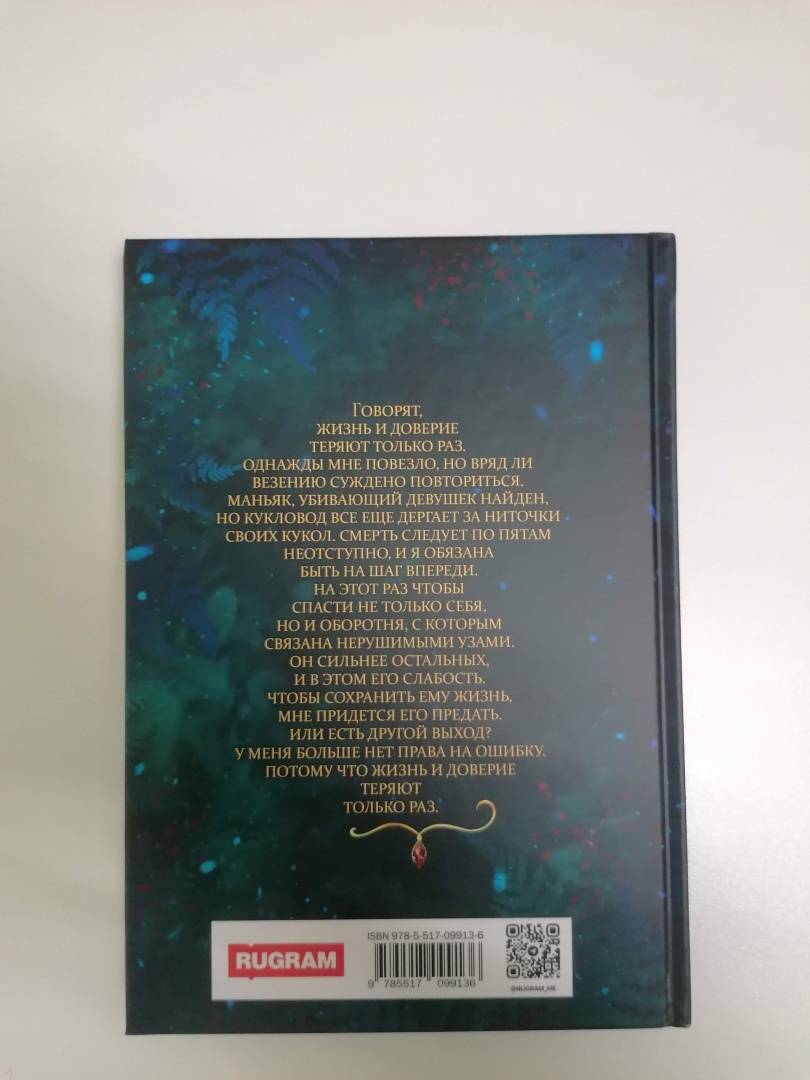 Говорят,
жизнь и доверие
теряют только раз.
Однажды мне повезло, но вряд ли
везению суждено повториться.
Маньяк, убивающий девушек найден,
но кукловод все еще дергает за ниточки
своих кукол. Смерть следует по пятам
неотступно, и я обязана
быть на шаг впереди.
На этот раз чтобы
спасти не только себя,
но и оборотня, с которым
связана нерушимыми узами.
Он сильнее остальных,
и в этом его слабость.
Чтобы сохранить ему жизнь,
мне придется его предать.
Или есть другой выход?
У меня больше нет права на ошибку.
Потому что жизнь и доверие
теряют
только раз.
RUGRAM
ISBN 978-5-517-09913-6
9 785517 099136
@RUGRAM_ME